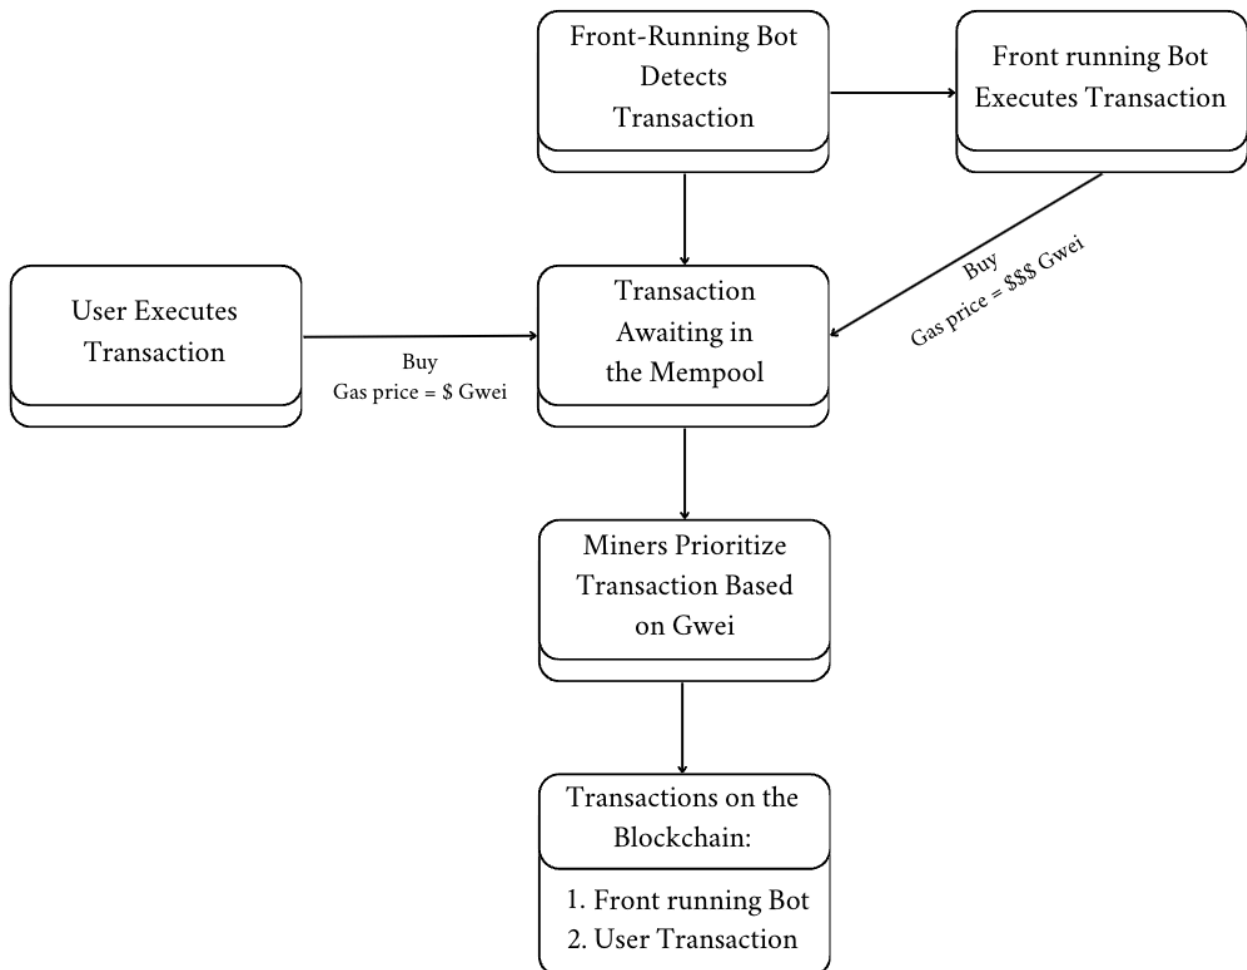 Front-Running Bot
Detects
Transaction
Front running Bot
Executes Transaction
User Executes
Transaction
Buy
Gas price = $ Gwei
Transaction
Awaiting in
the Mempool
Buy
Gas price = $$$ Gwei
Miners Prioritize
Transaction Based
on Gwei
Transactions on the
Blockchain:
1. Front running Bot
2. User Transaction